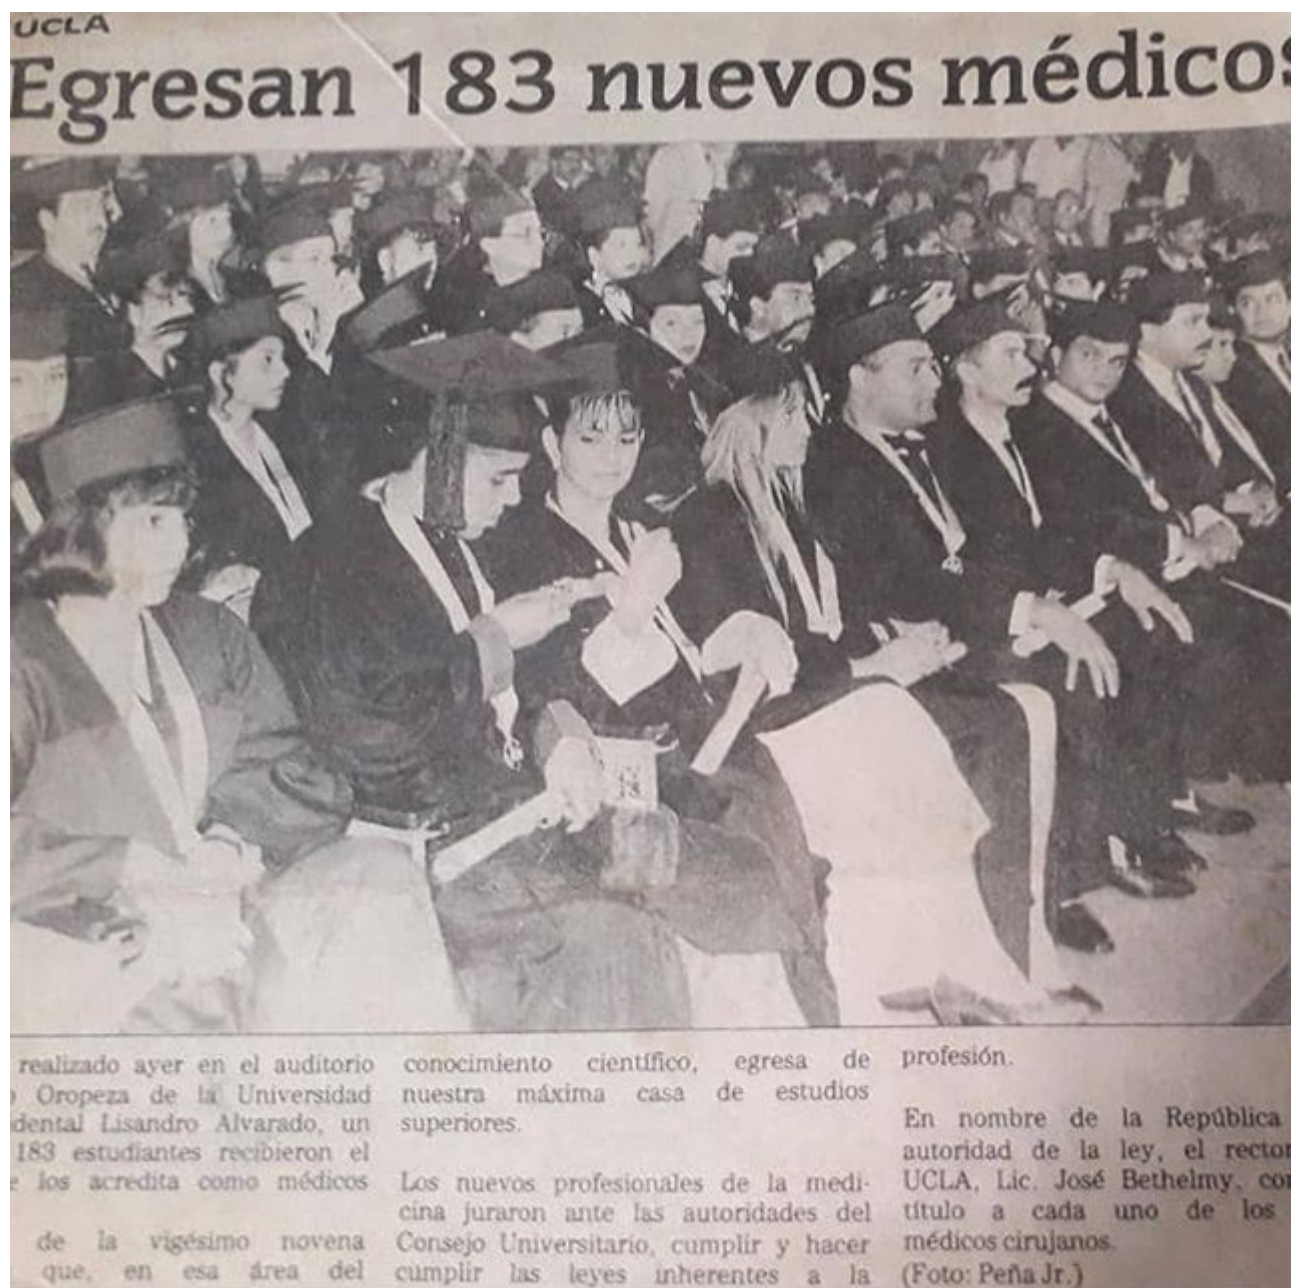 UCLA
Egresan 183 nuevos médicos
realizado ayer en el auditorio
Oropeza de la Universidad
dental Lisandro Alvarado, un
183 estudiantes recibieron el
los acredita como médicos
de la vigésimo novena
que, en esa área del
conocimiento científico, egresa de
nuestra máxima casa de estudios
superiores.
Los nuevos profesionales de la medi-
cina juraron ante las autoridades del
Consejo Universitario, cumplir y hacer
cumplir las leyes inherentes a la
profesión.
En nombre de la República
autoridad de la ley, el rector
UCLA, Lic. José Bethelmy, con
título a cada uno de los
médicos cirujanos.
(Foto: Peña Jr.)